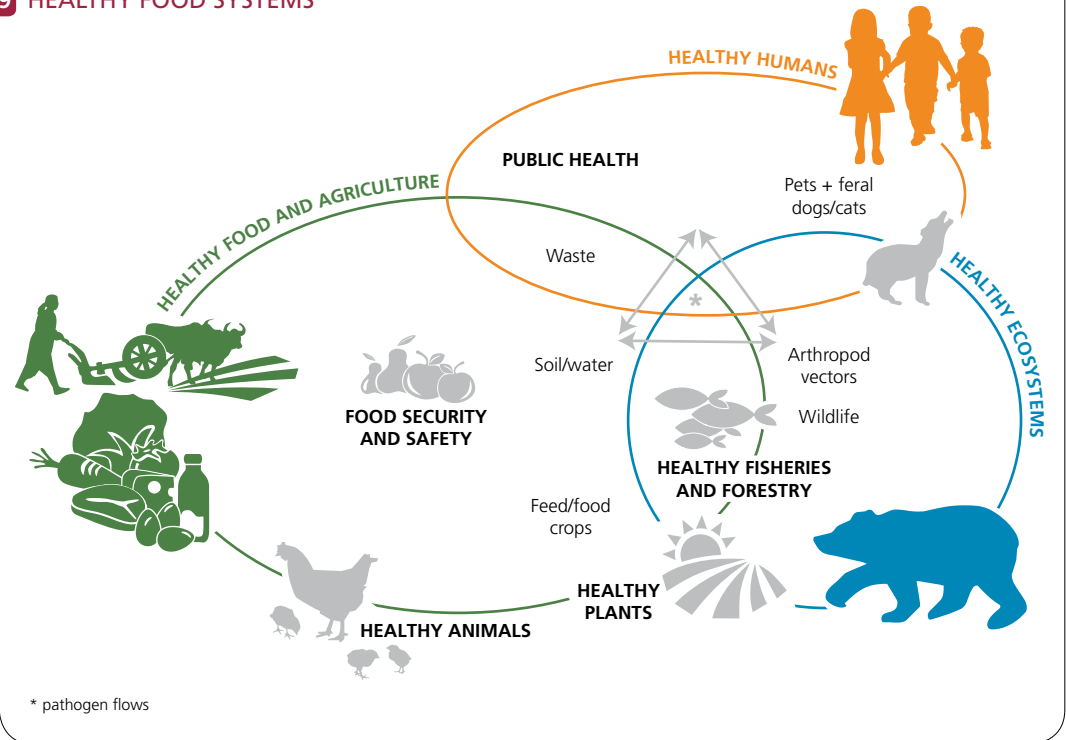 9 HEALTHY FOOD SYSTEMS
HEALTHY HUMANS
PUBLIC HEALTH
Pets + feral
dogs/cats
HEALTHY FOOD AND AGRICULTURE
Waste
*
HEALTHY ECOSYSTEMS
Soil/water
Arthropod
vectors
FOOD SECURITY
AND SAFETY
Wildlife
HEALTHY FISHERIES
AND FORESTRY
Feed/food
crops
HEALTHY
PLANTS
HEALTHY ANIMALS
* pathogen flows